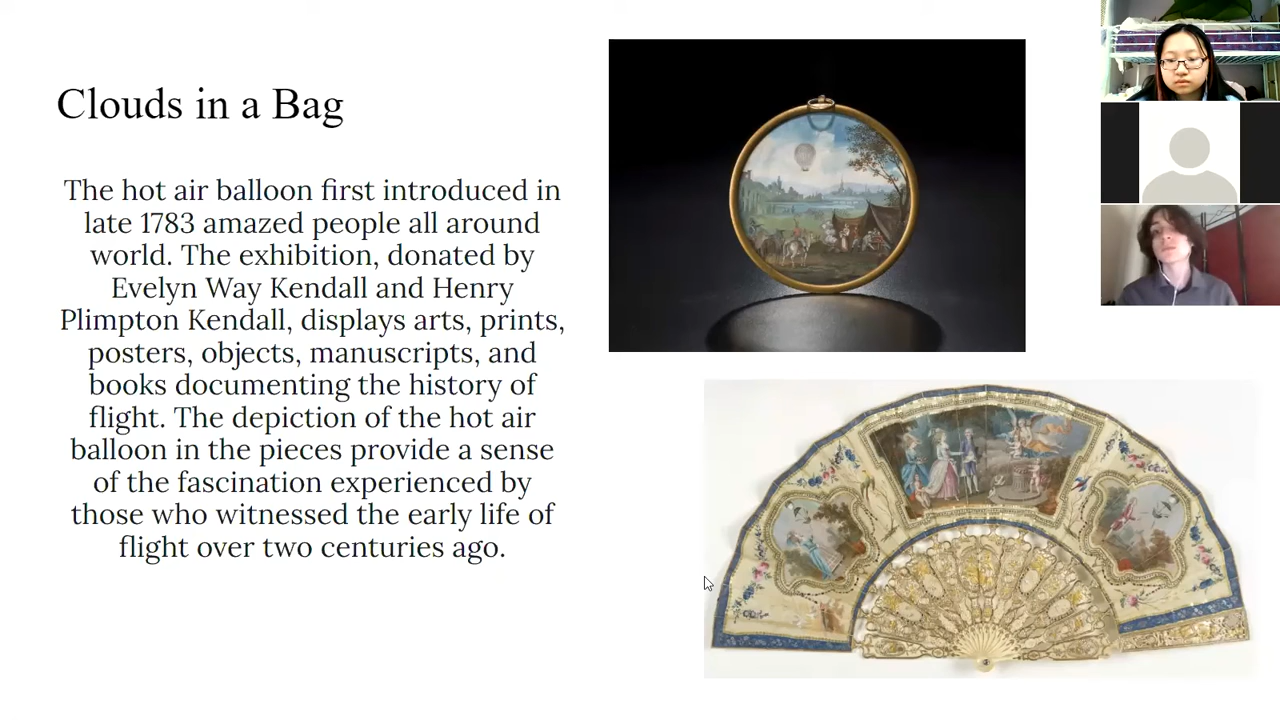 Clouds in a Bag
The hot air balloon first introduced in
late 1783 amazed people all around
world. The exhibition, donated by
Evelyn Way Kendall and Henry
Plimpton Kendall, displays arts, prints,
posters, objects, manuscripts, and
books documenting the history of
flight. The depiction of the hot air
balloon in the pieces provide a sense
of the fascination experienced by
those who witnessed the early life of
flight over two centuries ago.